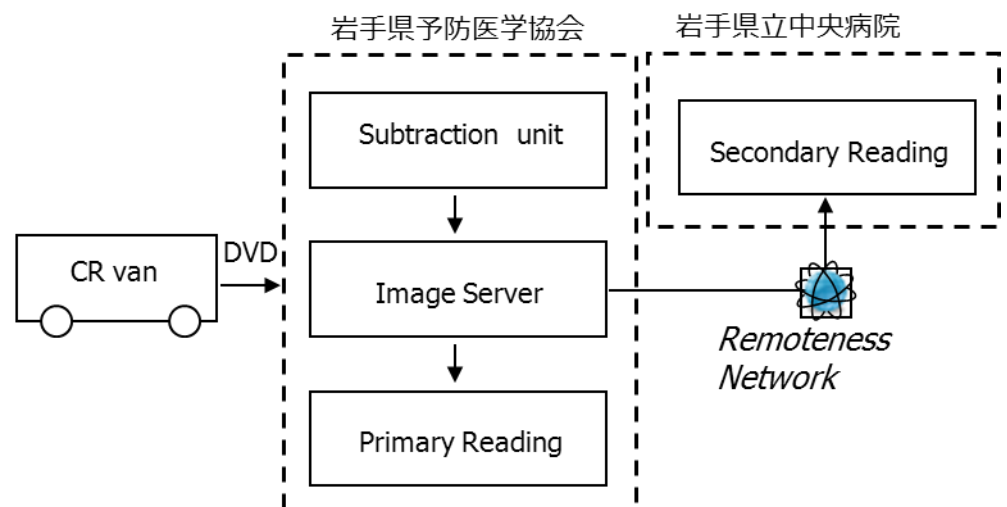 岩手県予防医学協会
岩手県立中央病院
Subtraction unit
Secondary Reading
CR van
DVD
Image Server
Remoteness
Network
Primary Reading